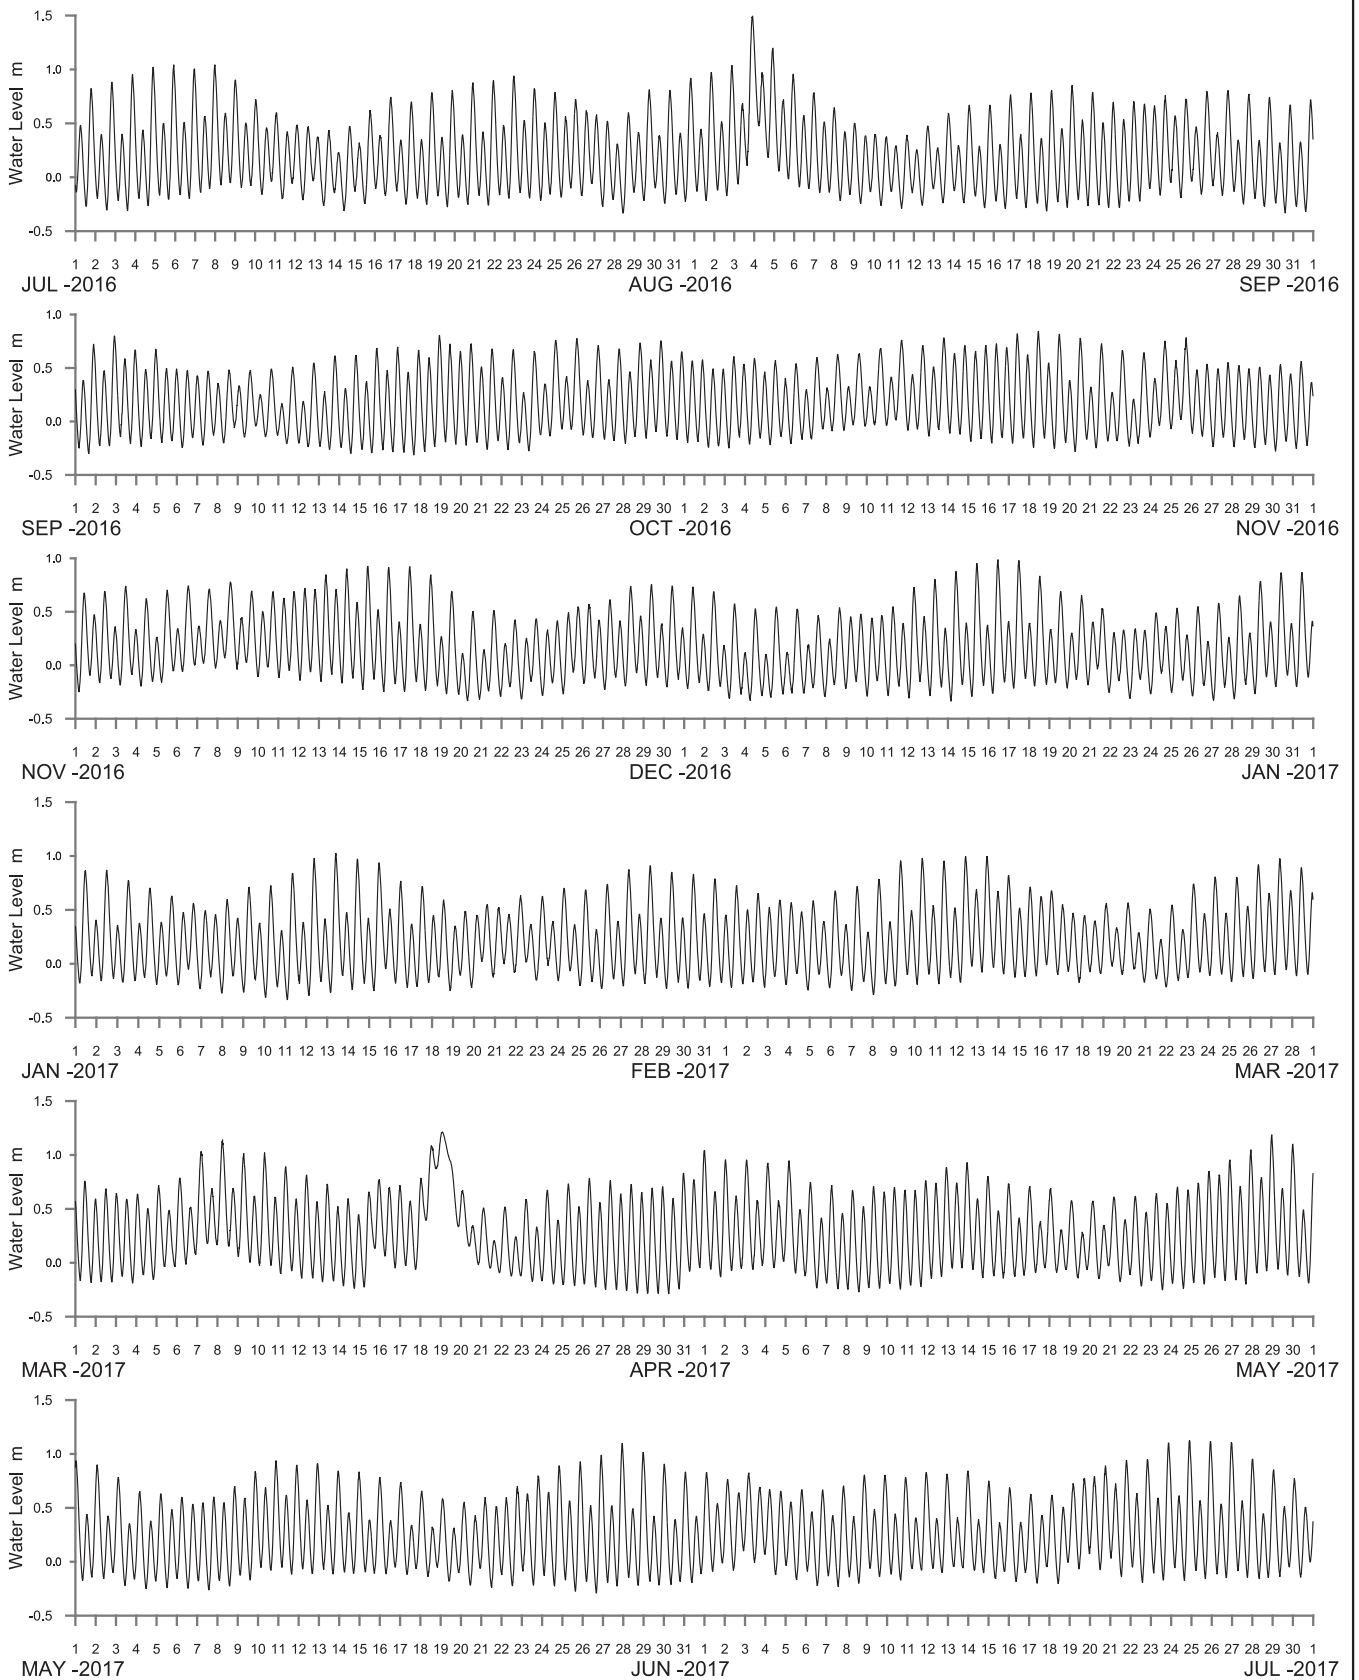 1.5
1.0
0.5
0.0
-0.5
Water Level m
1 2 3 4 5 6 7 8 9 10 11 12 13 14 15 16 17 18 19 20 21 22 23 24 25 26 27 28 29 30 31 1 2 3 4 5 6 7 8 9 10 11 12 13 14 15 16 17 18 19 20 21 22 23 24 25 26 27 28 29 30 31 1
JUL -2016 AUG -2016 SEP -2016
1.0
0.5
0.0
-0.5
Water Level m
1 2 3 4 5 6 7 8 9 10 11 12 13 14 15 16 17 18 19 20 21 22 23 24 25 26 27 28 29 30 1 2 3 4 5 6 7 8 9 10 11 12 13 14 15 16 17 18 19 20 21 22 23 24 25 26 27 28 29 30 31 1
SEP -2016 OCT -2016 NOV -2016
1.0
0.5
0.0
-0.5
Water Level m
1 2 3 4 5 6 7 8 9 10 11 12 13 14 15 16 17 18 19 20 21 22 23 24 25 26 27 28 29 30 1 2 3 4 5 6 7 8 9 10 11 12 13 14 15 16 17 18 19 20 21 22 23 24 25 26 27 28 29 30 31 1
NOV -2016 DEC -2016 JAN -2017
1.5
1.0
0.5
0.0
-0.5
Water Level m
1 2 3 4 5 6 7 8 9 10 11 12 13 14 15 16 17 18 19 20 21 22 23 24 25 26 27 28 29 30 31 1 2 3 4 5 6 7 8 9 10 11 12 13 14 15 16 17 18 19 20 21 22 23 24 25 26 27 28 1
JAN -2017 FEB -2017 MAR -2017
1.5
1.0
0.5
0.0
-0.5
Water Level m
1 2 3 4 5 6 7 8 9 10 11 12 13 14 15 16 17 18 19 20 21 22 23 24 25 26 27 28 29 30 31 1 2 3 4 5 6 7 8 9 10 11 12 13 14 15 16 17 18 19 20 21 22 23 24 25 26 27 28 29 30 1
MAR -2017 APR -2017 MAY -2017
1.5
1.0
0.5
0.0
-0.5
Water Level m
1 2 3 4 5 6 7 8 9 10 11 12 13 14 15 16 17 18 19 20 21 22 23 24 25 26 27 28 29 30 31 1 2 3 4 5 6 7 8 9 10 11 12 13 14 15 16 17 18 19 20 21 22 23 24 25 26 27 28 29 30 1
MAY -2017 JUN -2017 JUL -2017